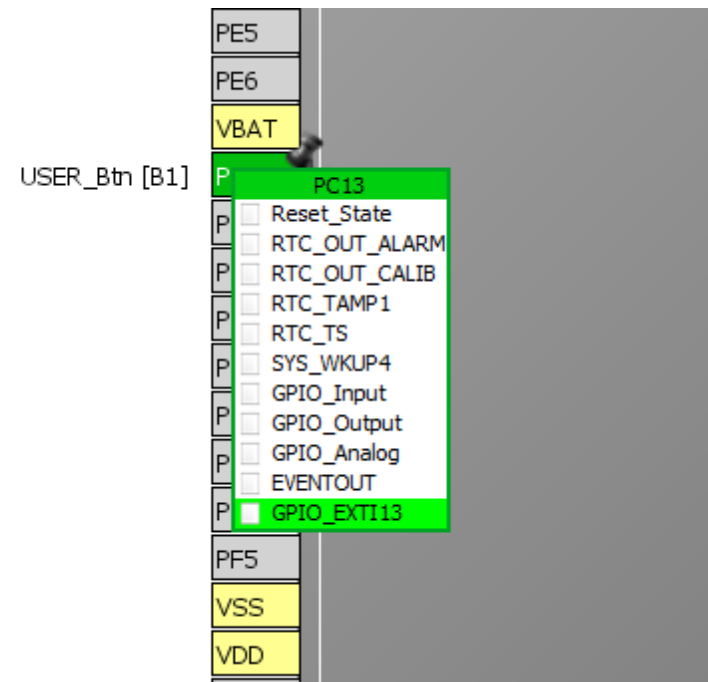 PE5
PE6
VBAT
USER_Btn [B1]
P
PC13
Reset_State
P
RTC_OUT_ALARM
RTC_OUT_CALIB
P
RTC_TAMP1
P
RTC_TS
SYS_WKUP4
P
GPIO_Input
GPIO_Output
P
GPIO_Analog
P
EVENTOUT
GPIO_EXTI13
P
PF5
VSS
VDD